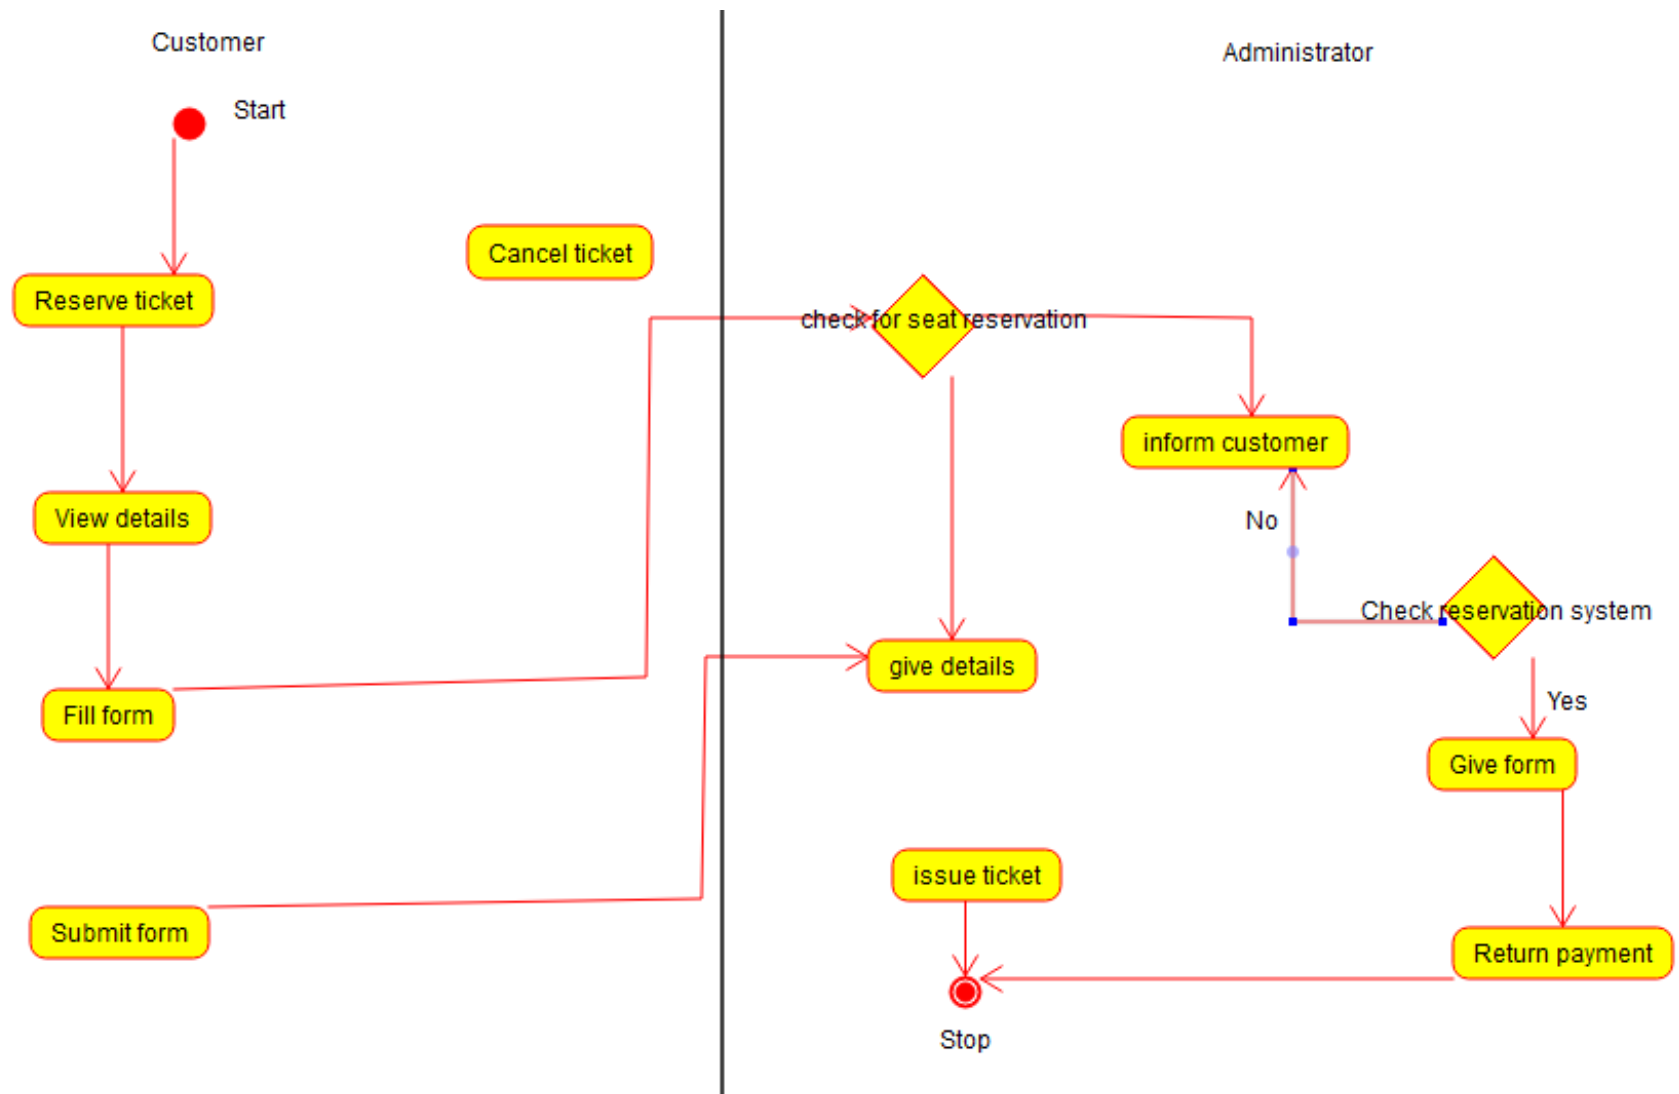 Customer
Administrator
Start
Cancel ticket
Reserve ticket
check for seat reservation
inform customer
View details
No
Check reservation system
give details
Yes
Fill form
Give form
issue ticket
Submit form
Return payment
Stop